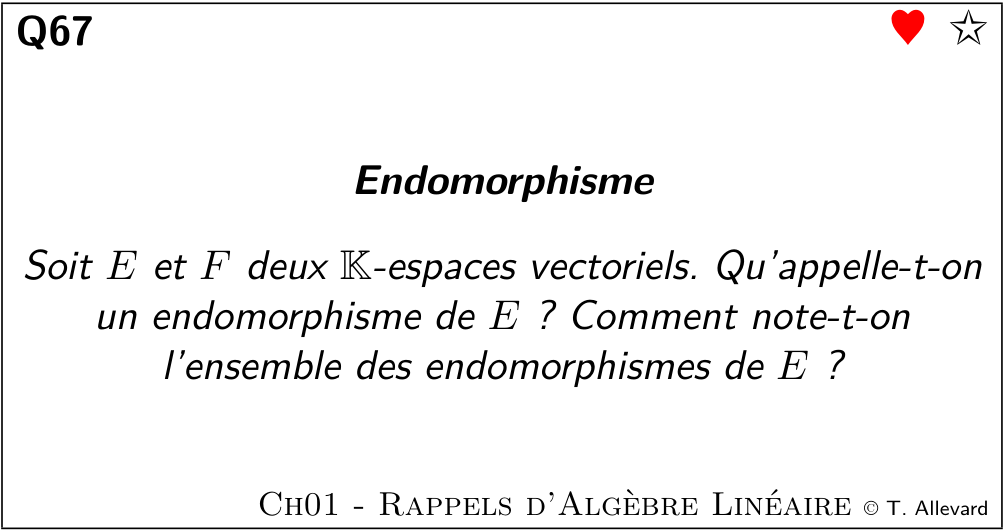 Q67
Endomorphisme
Soit E et F deux 𝕂-espaces vectoriels. Qu'appelle-t-on
un endomorphisme de E ? Comment note-t-on
l'ensemble des endomorphismes de E ?
Ch01 - Rappels d'Algèbre Linéaire © T. Allevard